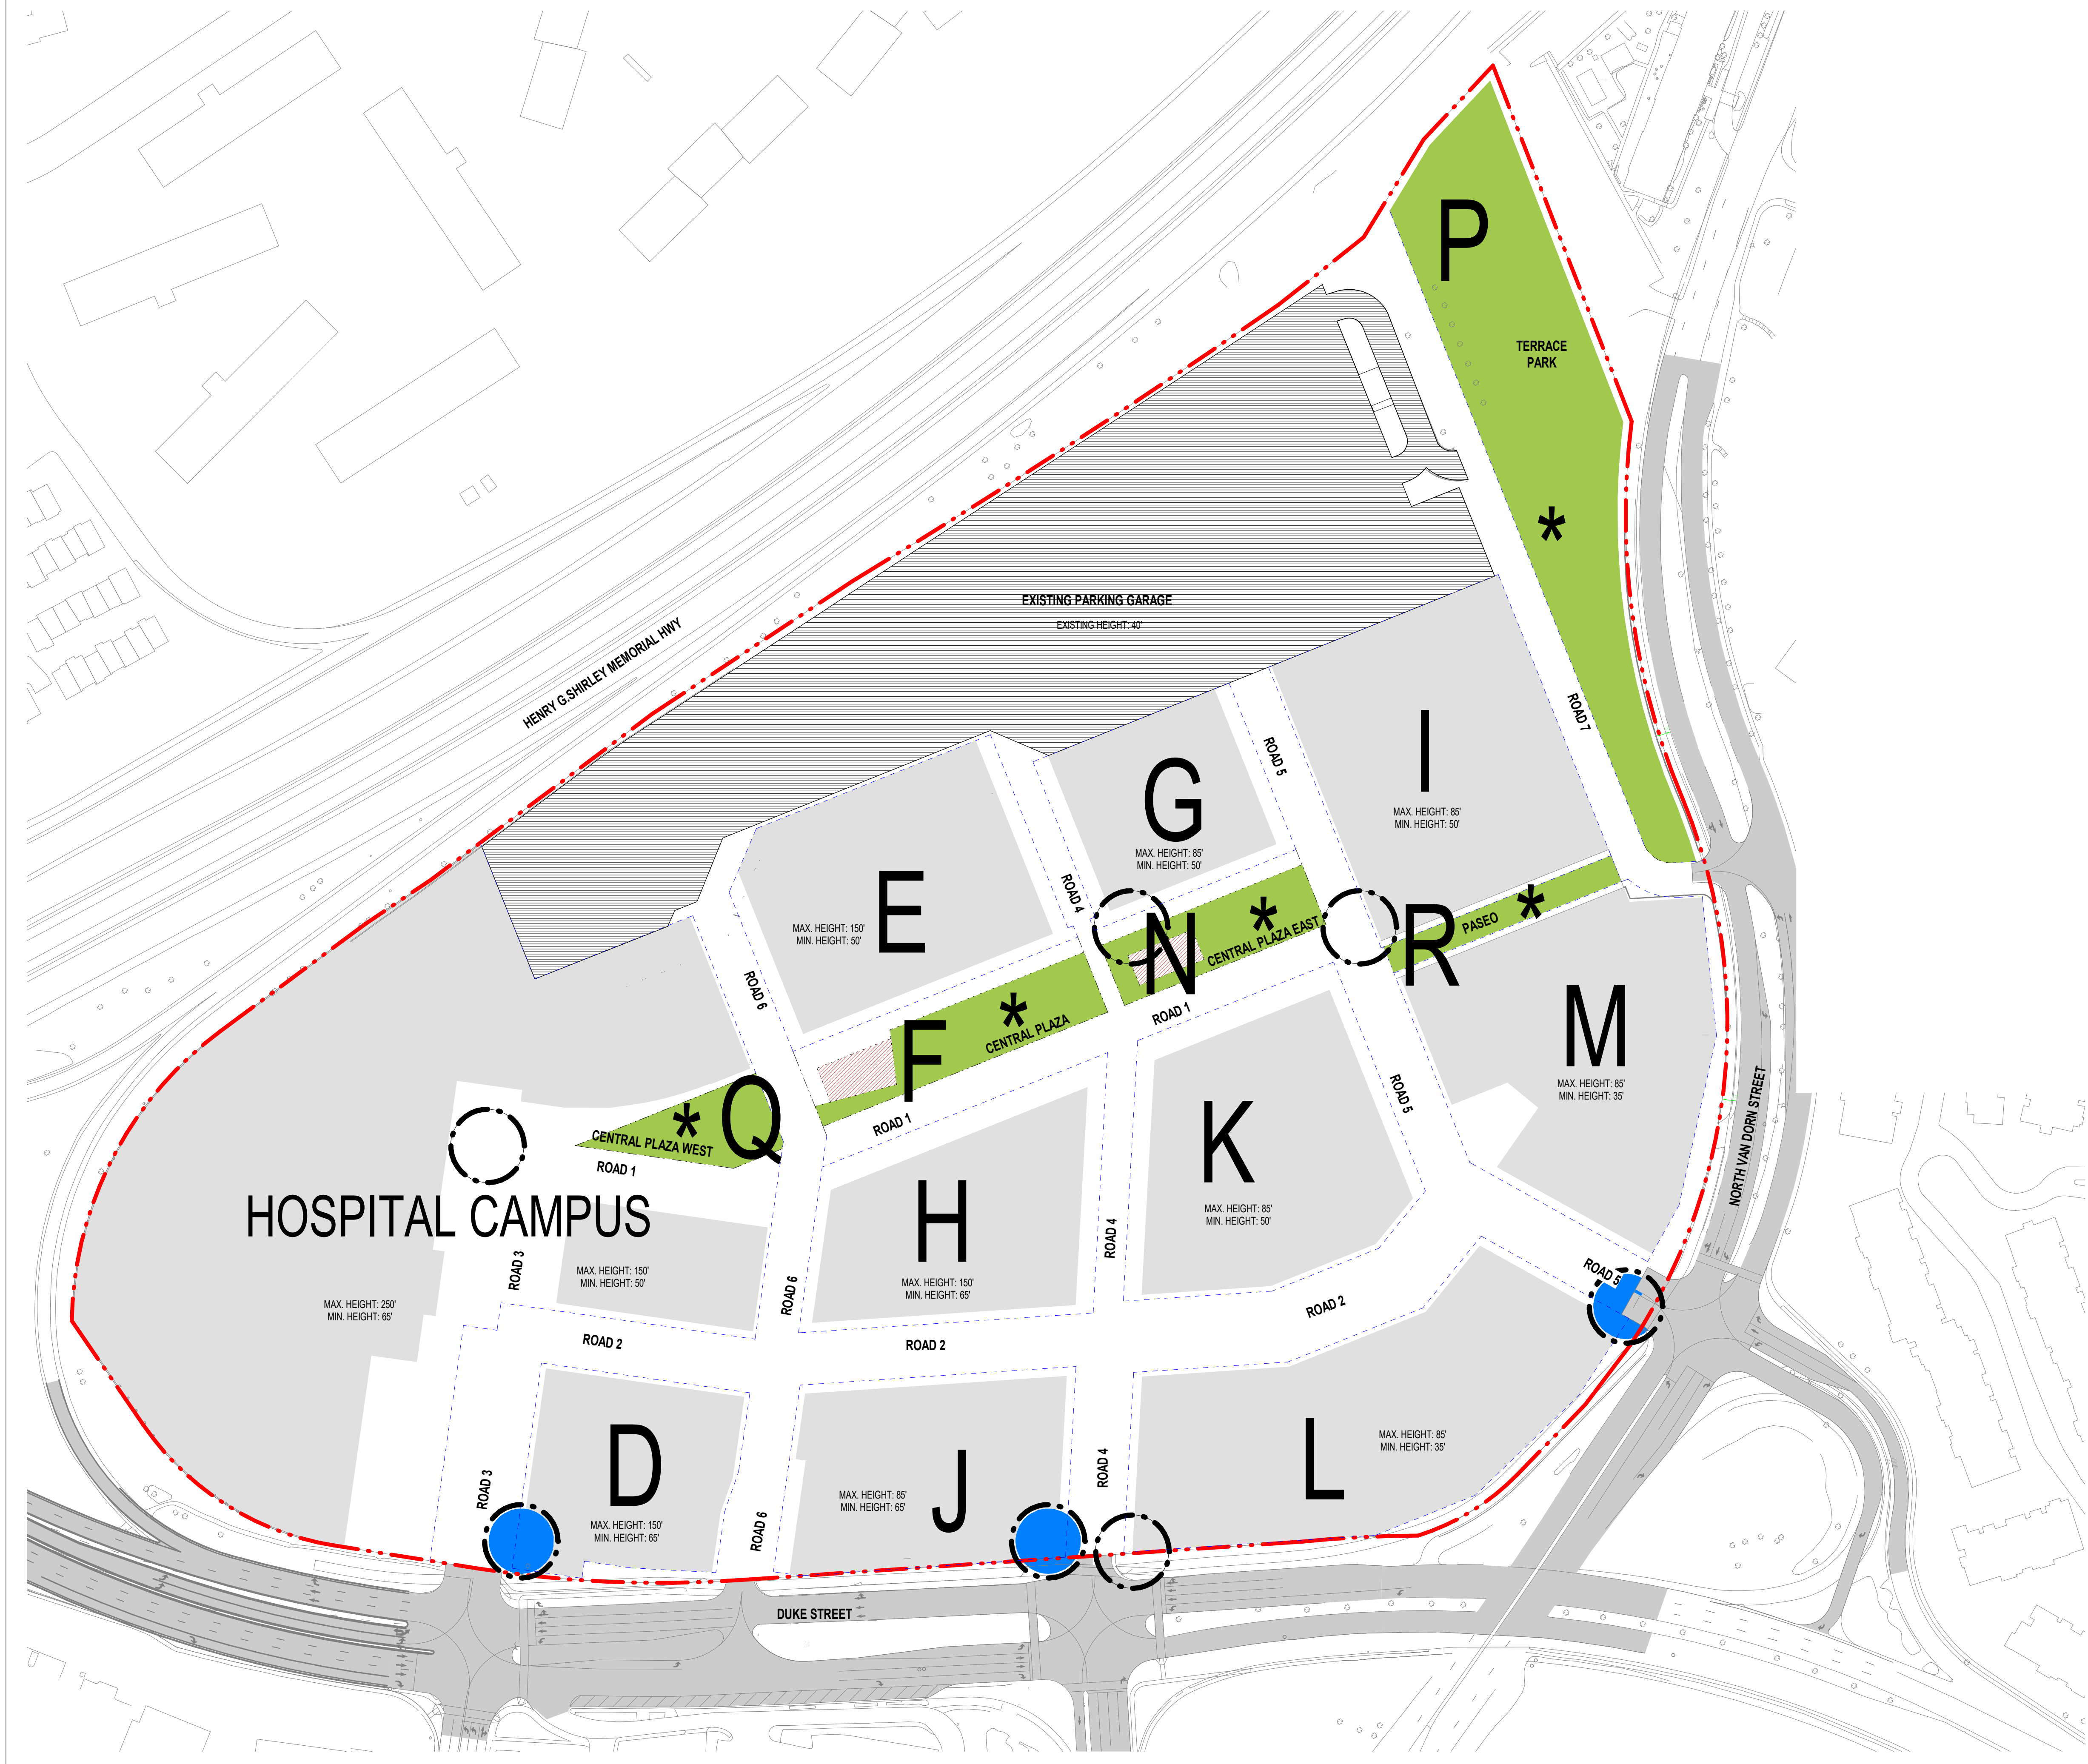 P
TERRACE
PARK
*
EXISTING PARKING GARAGE
EXISTING HEIGHT: 40'
HENRY G.SHIRLEY MEMORIAL HWY
ROAD 7
I
MAX. HEIGHT: 85'
MIN. HEIGHT: 50'
ROAD 5
G
MAX. HEIGHT: 85'
MIN. HEIGHT: 50'
ROAD 4
E
MAX. HEIGHT: 150'
MIN. HEIGHT: 50'
ROAD 6
N
*
CENTRAL PLAZA EAST
R
PASEO
*
F
*
CENTRAL PLAZA
ROAD 1
ROAD 1
M
MAX. HEIGHT: 85'
MIN. HEIGHT: 35'
NORTH VAN DORN STREET
Q
*
CENTRAL PLAZA WEST
ROAD 1
K
MAX. HEIGHT: 85'
MIN. HEIGHT: 50'
ROAD 5
HOSPITAL CAMPUS
MAX. HEIGHT: 250'
MIN. HEIGHT: 65'
ROAD 3
MAX. HEIGHT: 150'
MIN. HEIGHT: 50'
ROAD 6
H
MAX. HEIGHT: 150'
MIN. HEIGHT: 65'
ROAD 4
ROAD 5
ROAD 2
ROAD 2
ROAD 2
D
MAX. HEIGHT: 150'
MIN. HEIGHT: 65'
ROAD 3
ROAD 6
J
MAX. HEIGHT: 85'
MIN. HEIGHT: 65'
ROAD 4
L
MAX. HEIGHT: 85'
MIN. HEIGHT: 35'
DUKE STREET